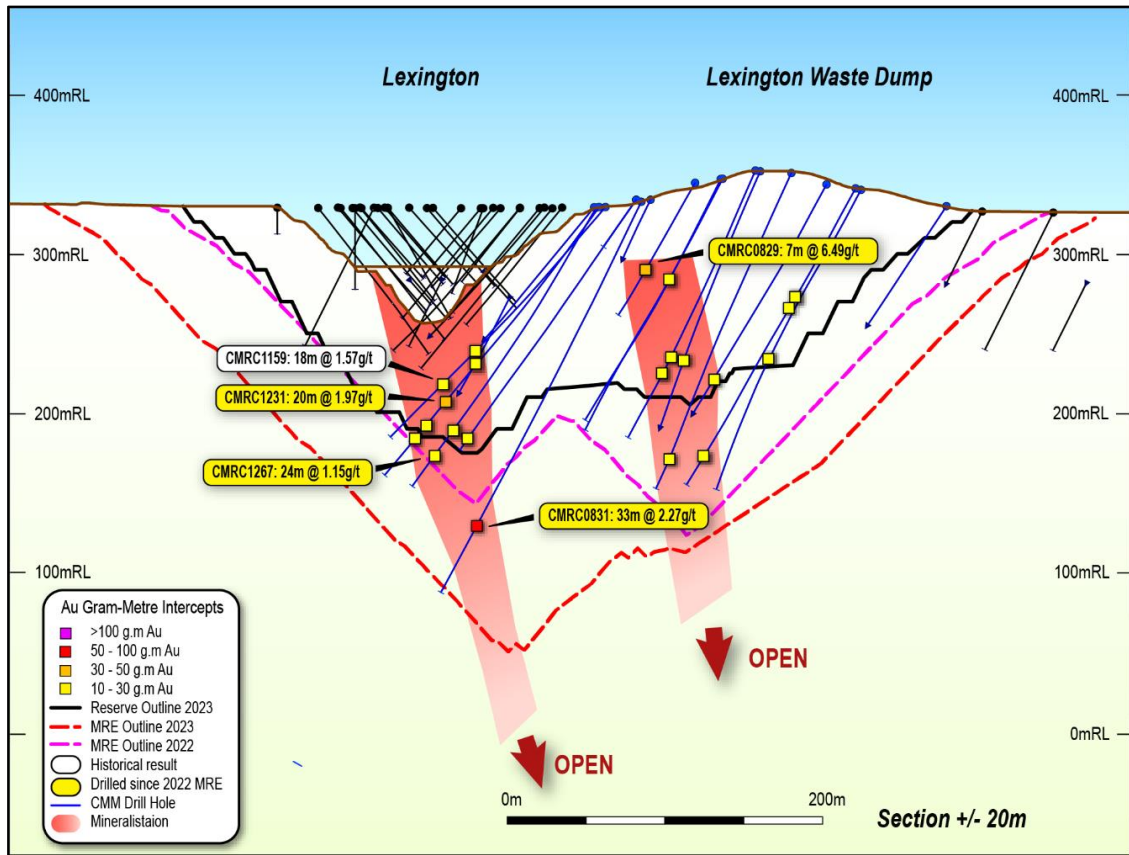 Lexington
Lexington Waste Dump
400mRL
400mRL
300mRL
300mRL
CMRC0829: 7m @ 6.49g/t
CMRC1159: 18m @ 1.57g/t
CMRC1231: 20m @ 1.97g/t
200mRL
200mRL
CMRC1267: 24m @ 1.15g/t
CMRC0831: 33m @ 2.27g/t
100mRL
100mRL
Au Gram-Metre Intercepts
>100 g.m Au
50 - 100 g.m Au
30 - 50 g.m Au
10 - 30 g.m Au
Reserve Outline 2023
MRE Outline 2023
MRE Outline 2022
Historical result
Drilled since 2022 MRE
CMM Drill Hole
Mineralistaion
OPEN
OPEN
0mRL
0m
200m
Section +/- 20m